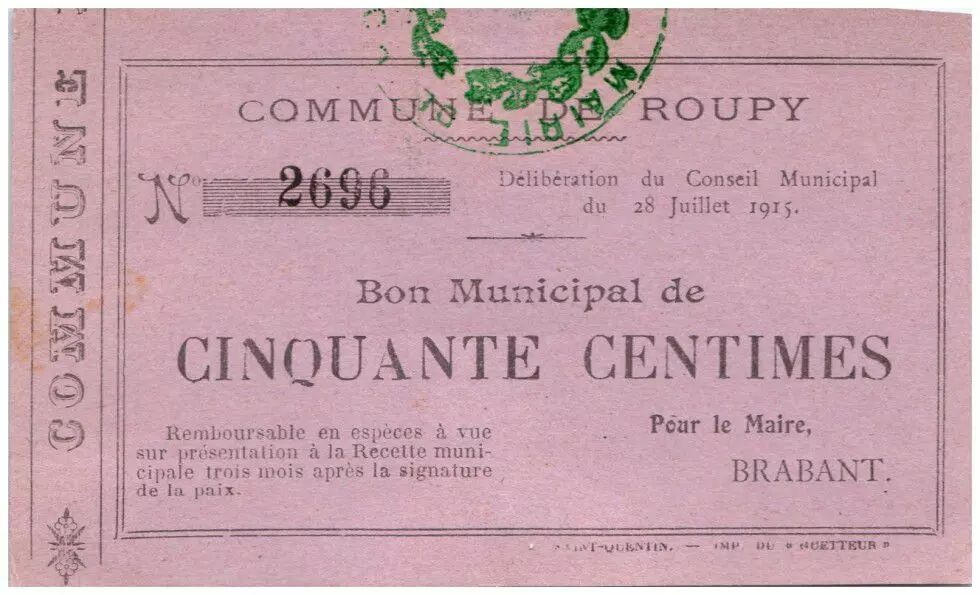 COMMUNE
COMMUNE DE ROUPY
MAIRIE
Nº 2696
Délibération du Conseil Municipal
du 28 Juillet 1915.
Bon Municipal de
CINQUANTE CENTIMES
Remboursable en espèces à vue
sur présentation à la Recette muni-
cipale trois mois après la signature
de la paix.
Pour le Maire,
BRABANT.
SAINT-QUENTIN. — IMP. DU « GUETTEUR »